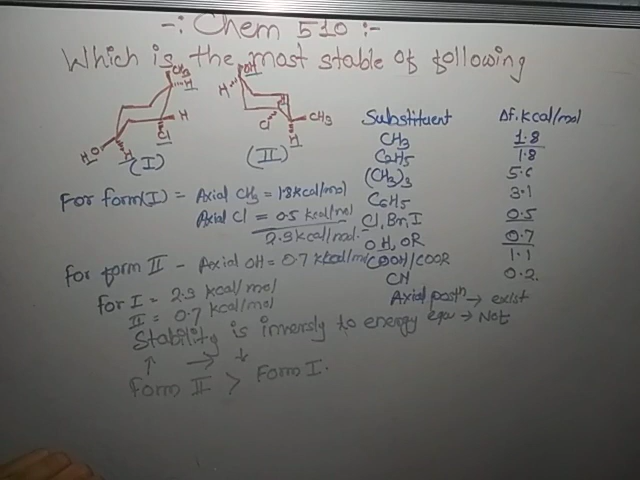 -: Chem 510 :-
Which is the most stable of following
CH3 H H Cl HO H (I)
OH H H Cl CH3 H (II)
Substituent Δf. kcal/mol
CH3 1.8
C2H5 1.8
(CH3)3 5.6
C6H5 3.1
Cl, Br, I 0.5
OH, OR 0.7
COOH/COOR 1.1
CN 0.2.
Axial posth → exist
equ → Not
For form(I) = Axial CH3 = 1.8 kcal/mol
Axial Cl = 0.5 kcal/mol
2.3 kcal/mol.
for form II - Axial OH = 0.7 kcal/mol
for I = 2.3 kcal/mol
II = 0.7 kcal/mol
Stability is inversly to energy
↑ → ↓
Form II > Form I.